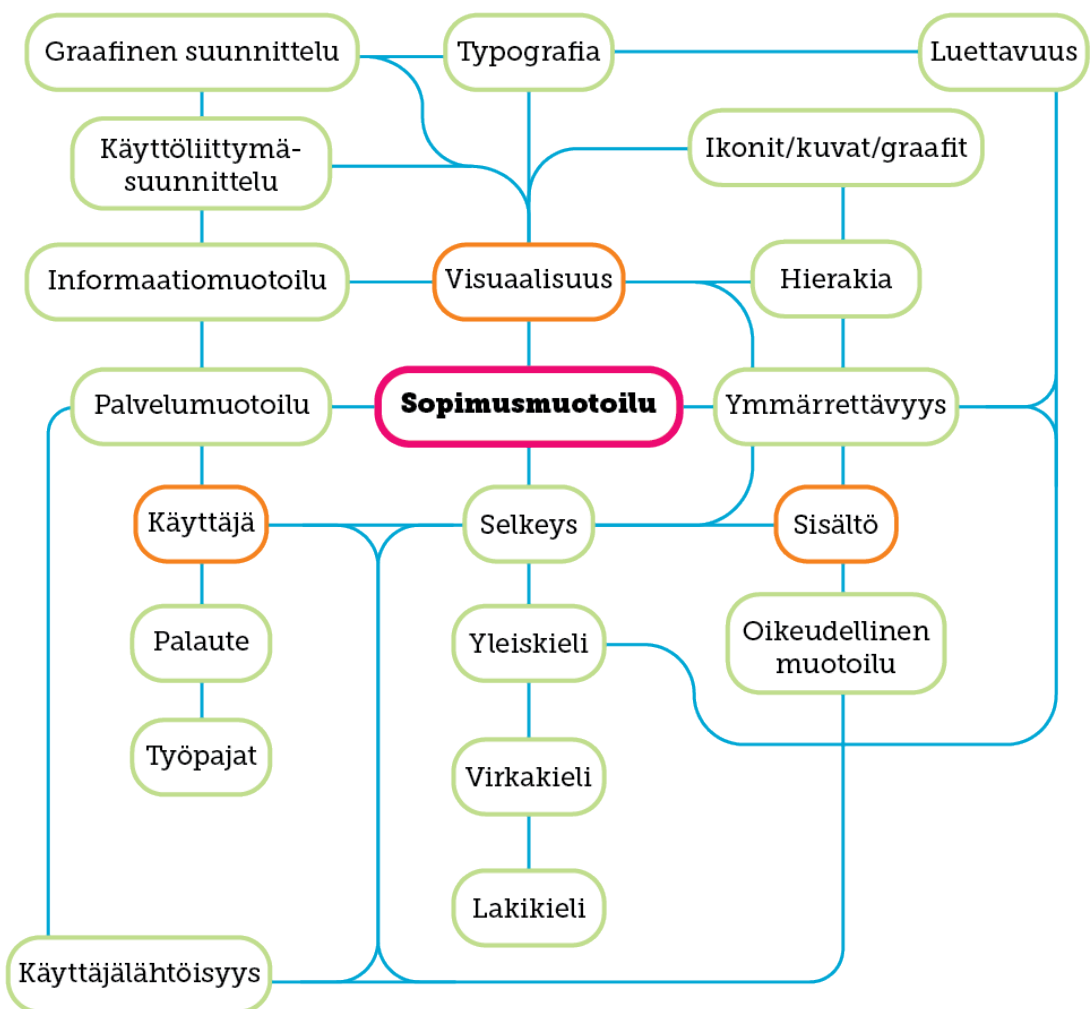 Graafinen suunnittelu
Typografia
Luettavuus
Käyttöliittymä-
suunnittelu
Ikonit/kuvat/graafit
Informaatiomuotoilu
Visuaalisuus
Hierakia
Palvelumuotoilu
Sopimusmuotoilu
Ymmärrettävyys
Käyttäjä
Selkeys
Sisältö
Palaute
Yleiskieli
Oikeudellinen
muotoilu
Työpajat
Virkakieli
Lakikieli
Käyttäjälähtöisyys